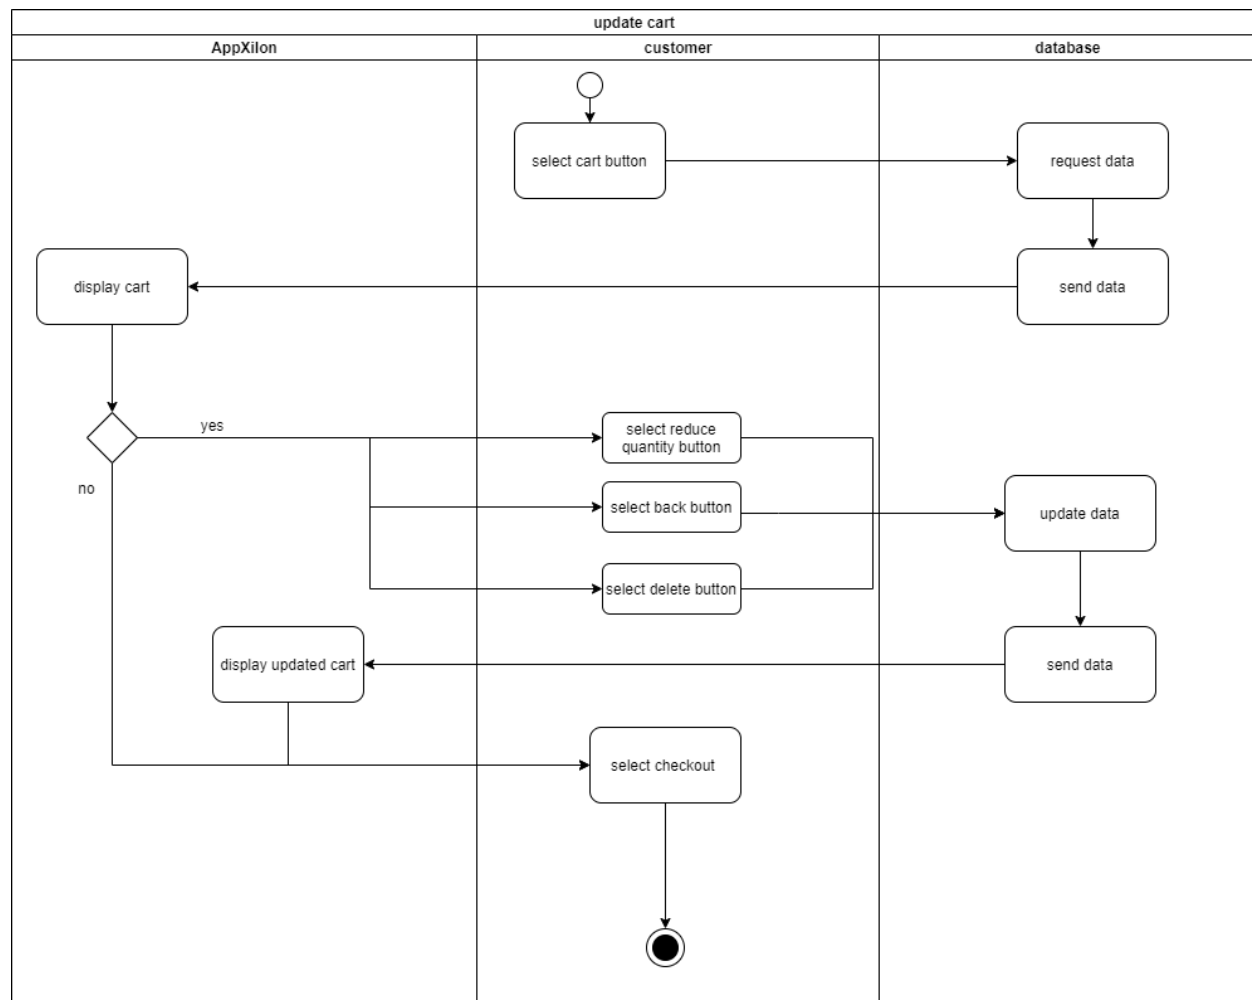 update cart
AppXilon
customer
database
select cart button
request data
display cart
send data
yes
select reduce
quantity button
no
select back button
update data
select delete button
display updated cart
send data
select checkout